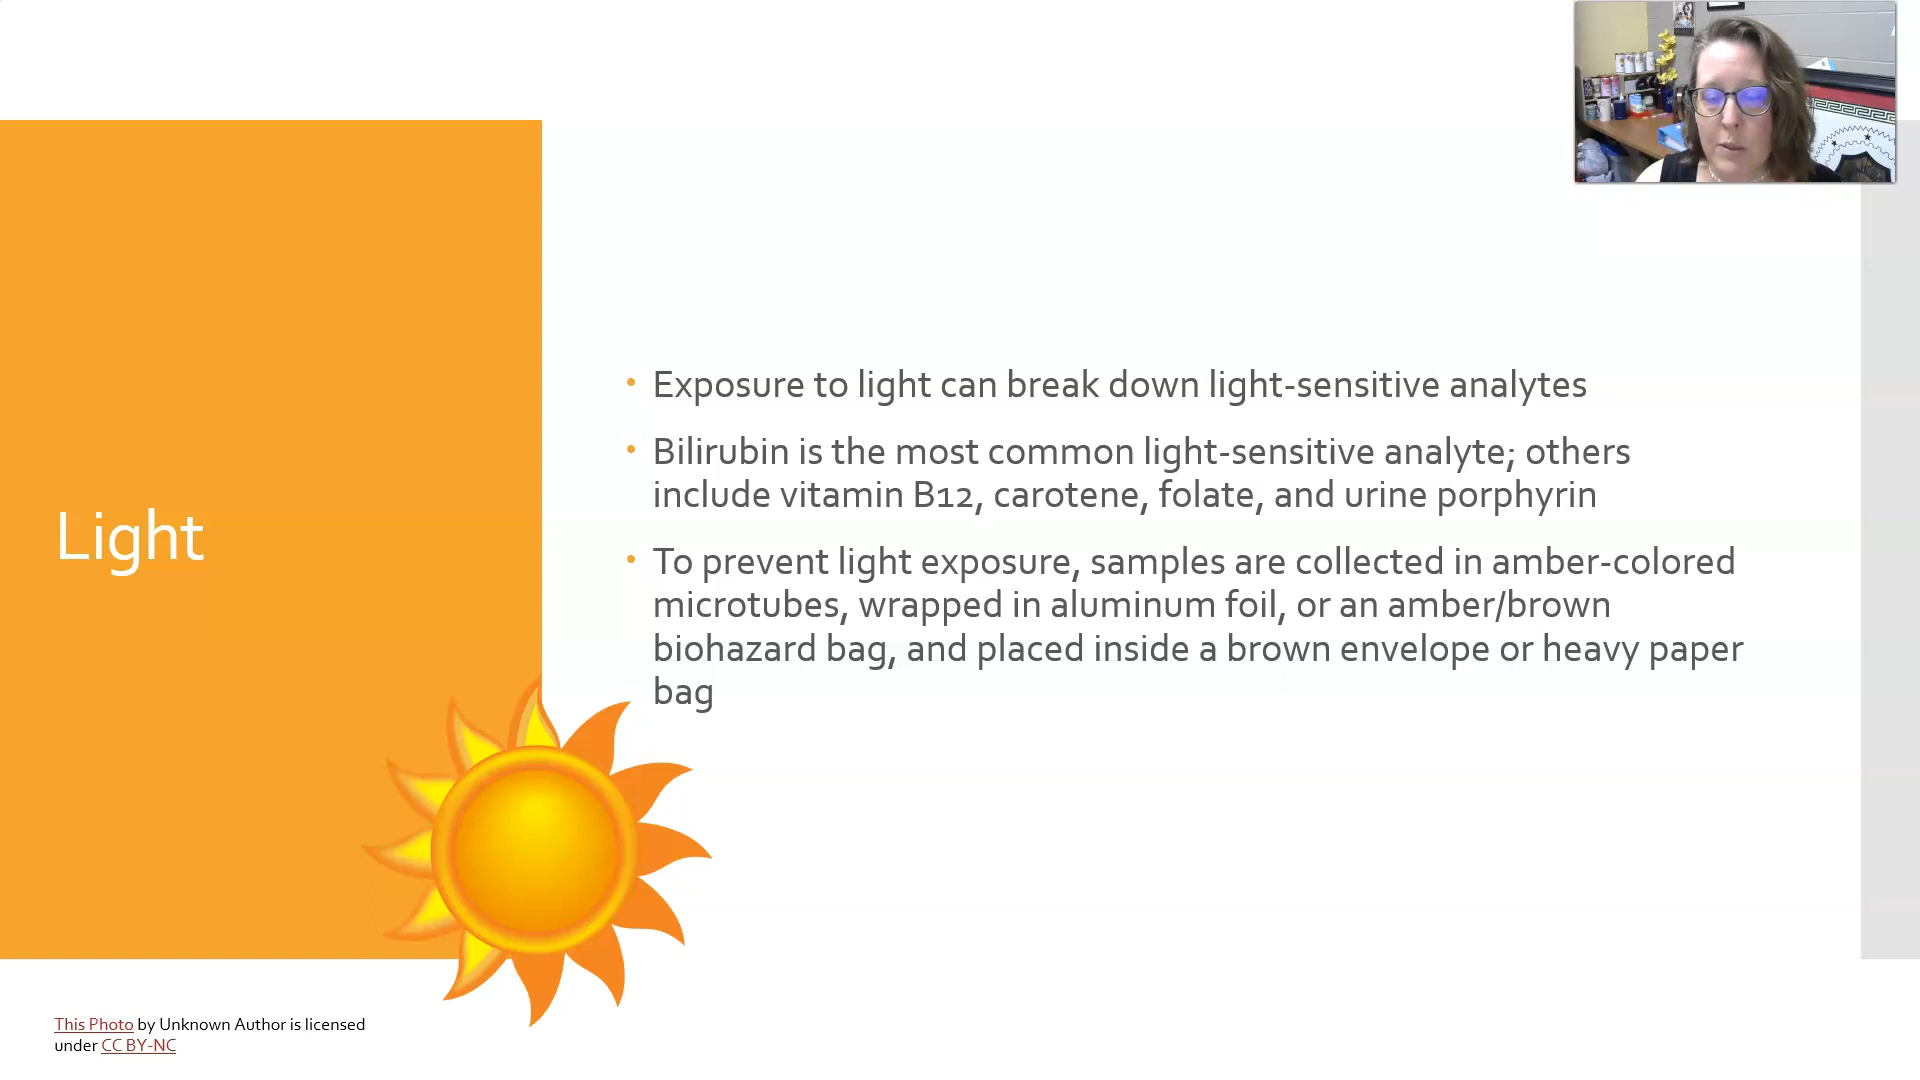 Light
Exposure to light can break down light-sensitive analytes
Bilirubin is the most common light-sensitive analyte; others
include vitamin B12, carotene, folate, and urine porphyrin
To prevent light exposure, samples are collected in amber-colored
microtubes, wrapped in aluminum foil, or an amber/brown
biohazard bag, and placed inside a brown envelope or heavy paper
bag
This Photo by Unknown Author is licensed
under CC BY-NC